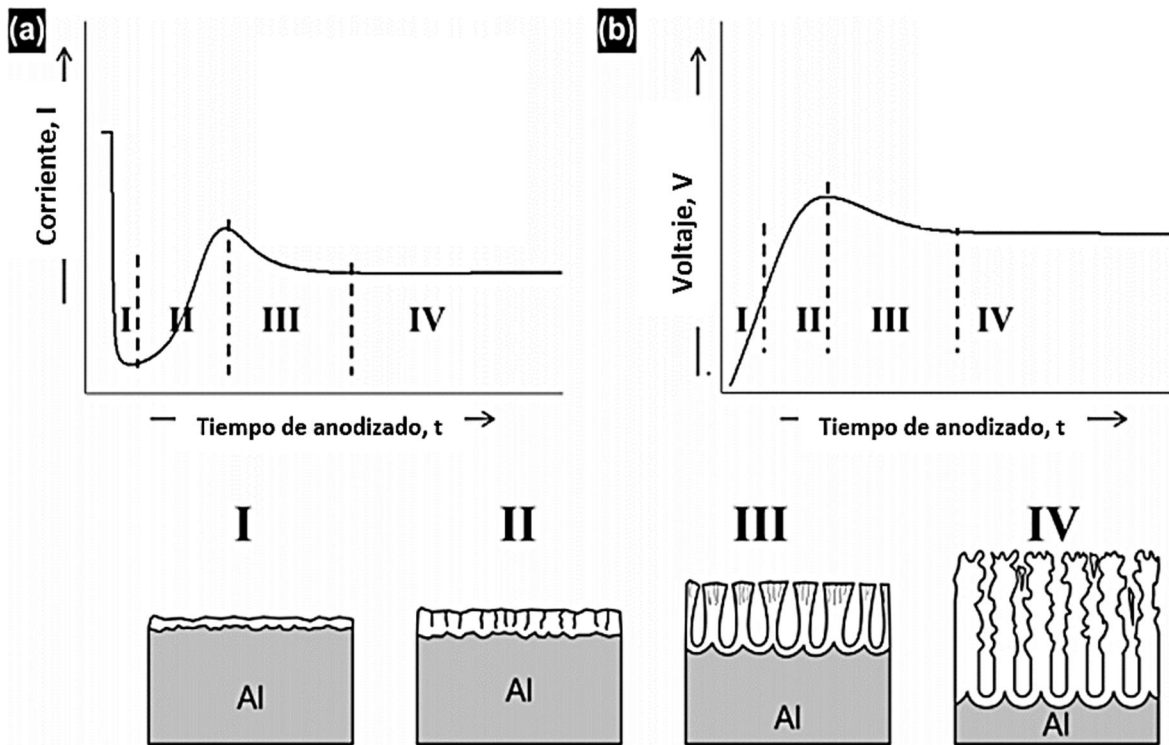 (a)
Corriente, I
I
II
III
IV
Tiempo de anodizado, t
(b)
Voltaje, V
I
II
III
IV
Tiempo de anodizado, t
I
II
III
IV
Al
Al
Al
Al